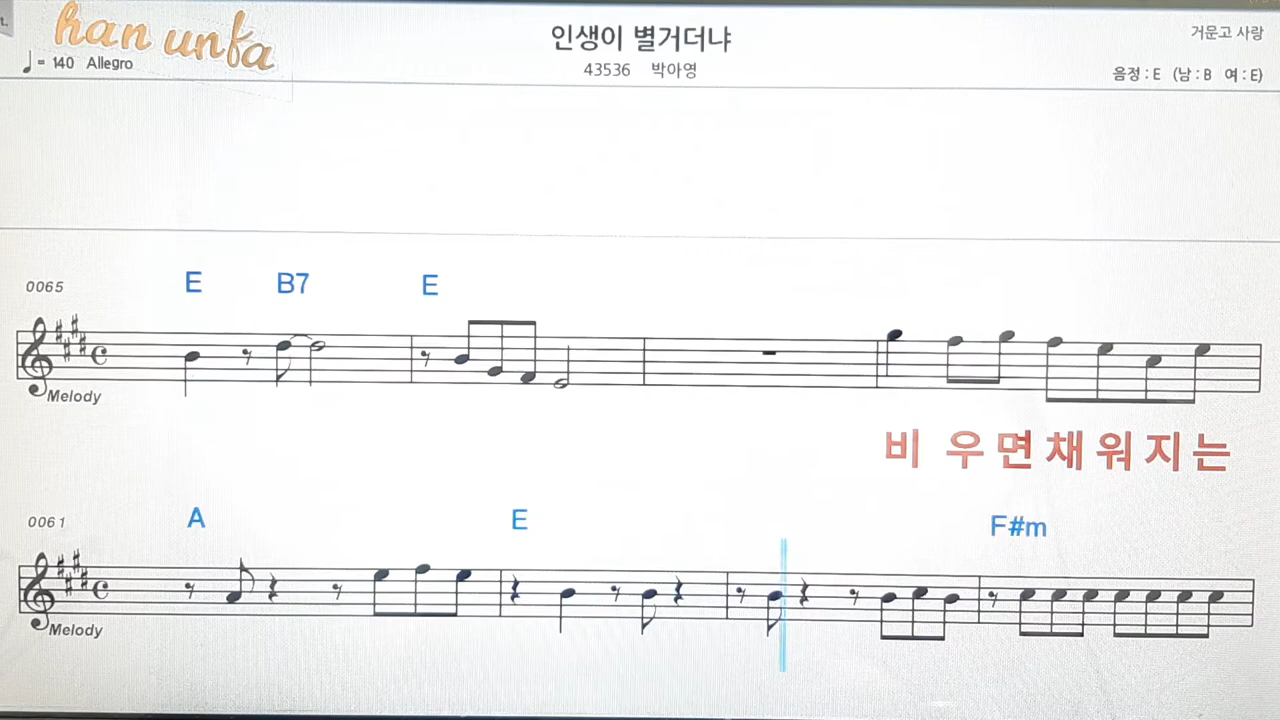 han unfa
♩ = 140 Allegro
인생이 별거더냐
43536 박아영
거문고 사랑
음정 : E (남 : B 여 : E)
0065
E B7 E
Melody
비 우면채워지는
0061
A E F#m
Melody